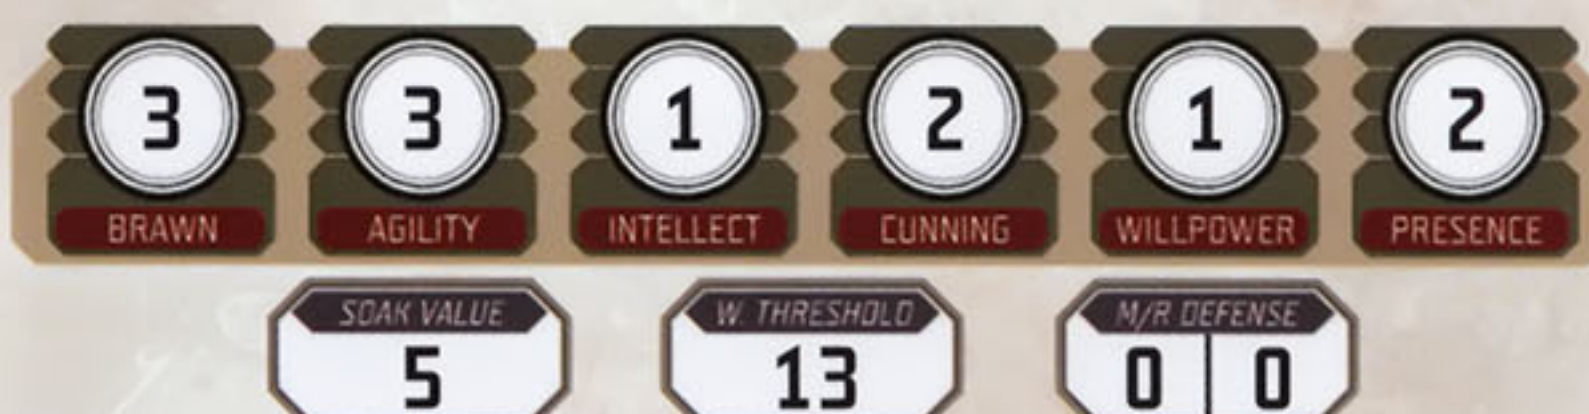 3 3 1 2 1 2
BRAWN AGILITY INTELLECT CUNNING WILLPOWER PRESENCE
SOAK VALUE W. THRESHOLD M/R DEFENSE
5 13 0 0